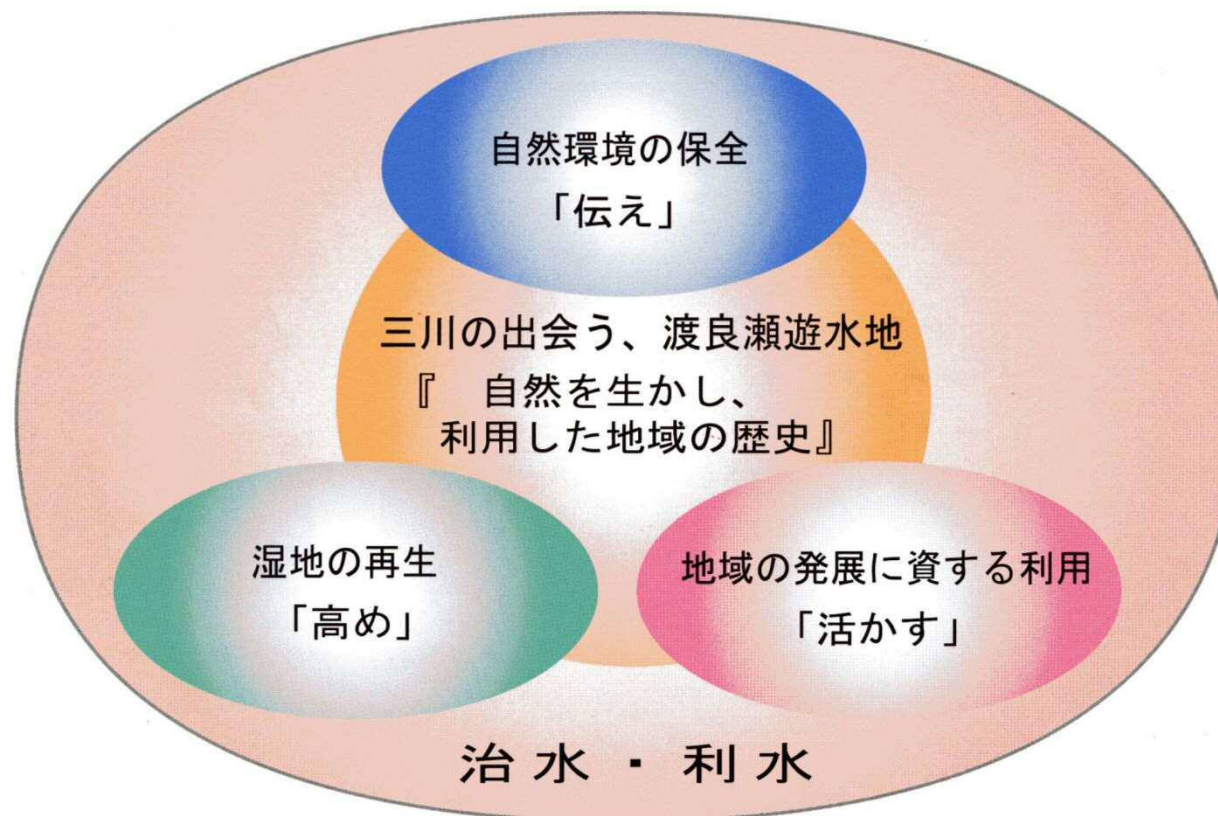 自然環境の保全
「伝え」
三川の出会う、渡良瀬遊水地
『　自然を生かし、
利用した地域の歴史』
湿地の再生
「高め」
地域の発展に資する利用
「活かす」
治水・利水